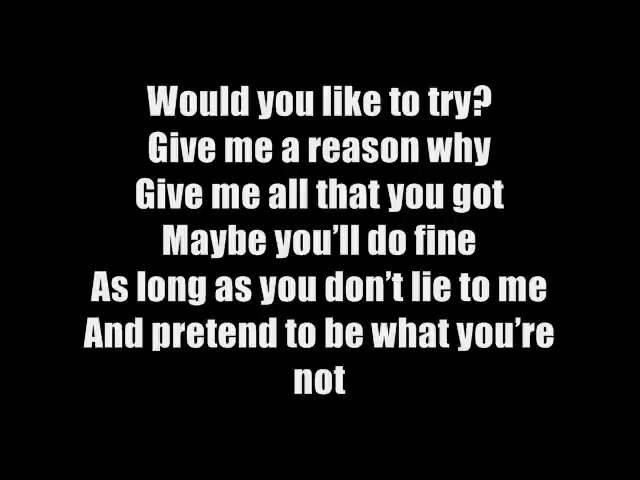 Would you like to try?
Give me a reason why
Give me all that you got
Maybe you’ll do fine
As long as you don’t lie to me
And pretend to be what you’re
not